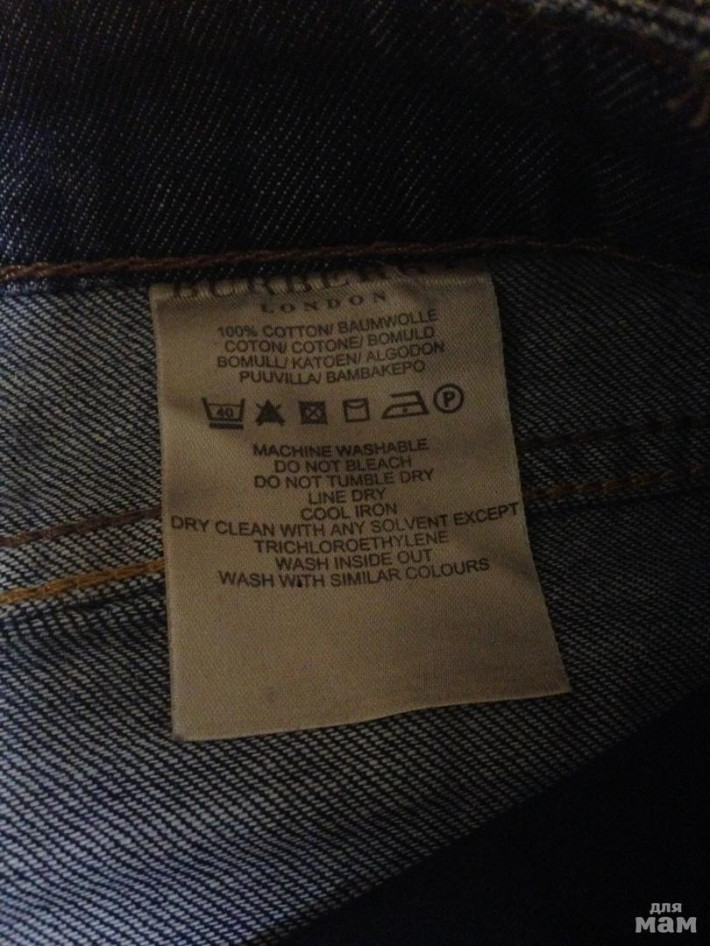 BURBERRY
LONDON
100% COTTON/ BAUMWOLLE
COTON/ COTONE/ BOMULD
BOMULL/ KATOEN/ ALGODON
PUUVILLA/ BAMBAKEPO
40 P
MACHINE WASHABLE
DO NOT BLEACH
DO NOT TUMBLE DRY
LINE DRY
COOL IRON
DRY CLEAN WITH ANY SOLVENT EXCEPT
TRICHLOROETHYLENE
WASH INSIDE OUT
WASH WITH SIMILAR COLOURS
для
мам